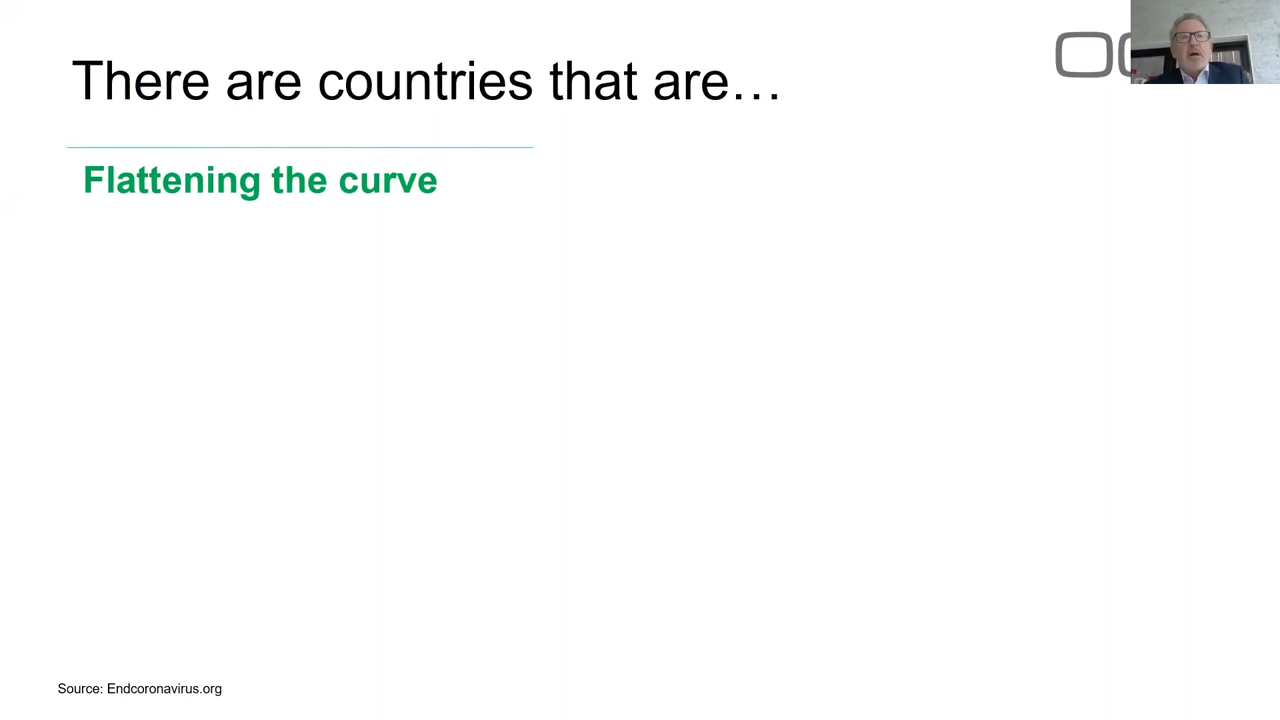 There are countries that are…
Flattening the curve
Source: Endcoronavirus.org